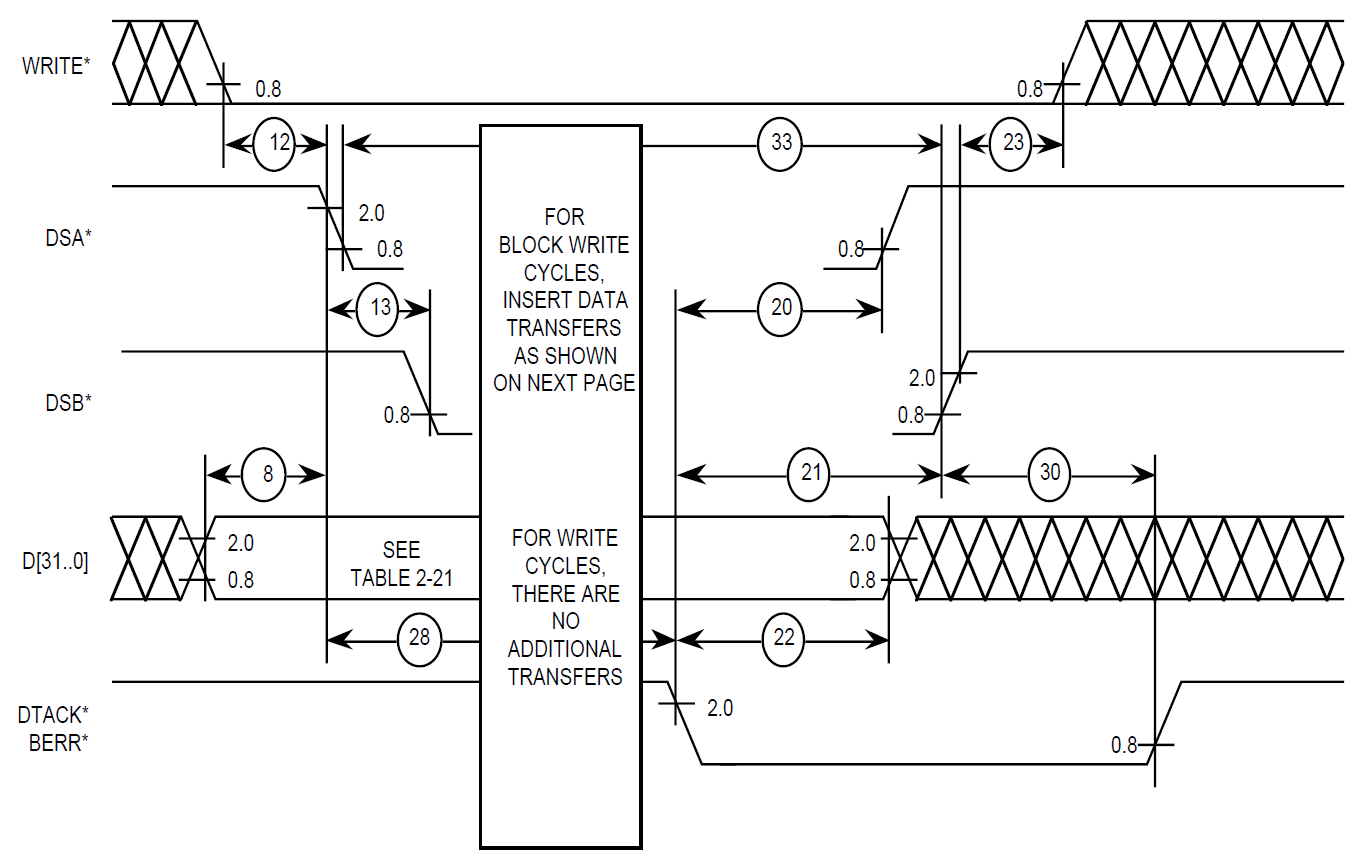 WRITE*
0.8
0.8
12
33
23
DSA*
2.0
0.8
0.8
FOR
BLOCK WRITE
CYCLES,
INSERT DATA
TRANSFERS
AS SHOWN
ON NEXT PAGE
13
20
DSB*
0.8
2.0
0.8
8
21
30
D[31..0]
2.0
0.8
SEE
TABLE 2-21
FOR WRITE
CYCLES,
THERE ARE
NO
ADDITIONAL
TRANSFERS
2.0
0.8
28
22
DTACK*
BERR*
2.0
0.8